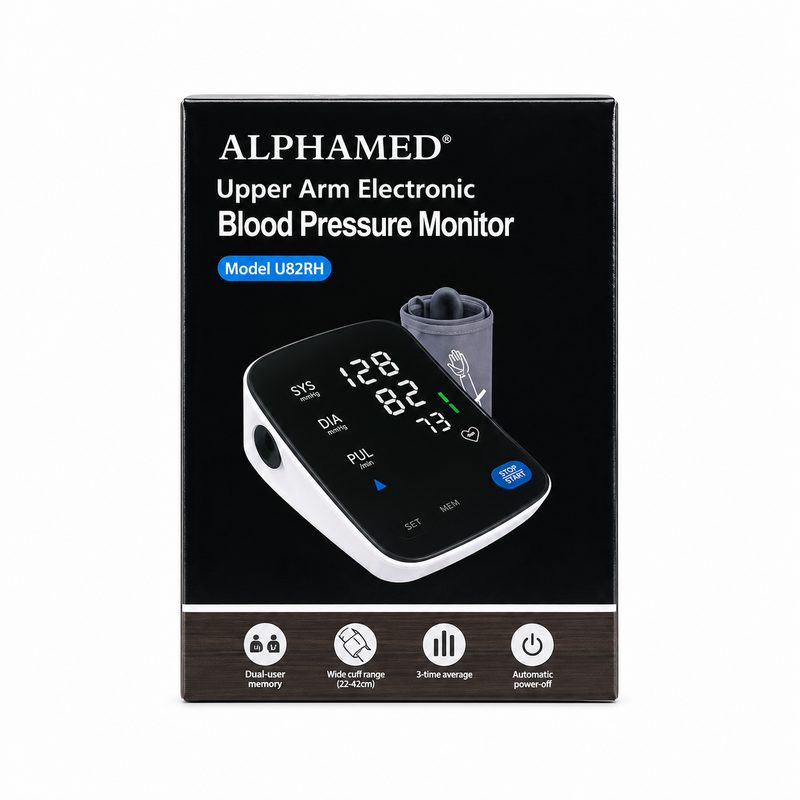 ALPHAMED®
Upper Arm Electronic
Blood Pressure Monitor
Model U82RH
SYS
mmHg
128
DIA
mmHg
82
PUL
/min
73
STOP
START
SET
MEM
Dual-user
memory
Wide cuff range
(22-42cm)
3-time average
Automatic
power-off